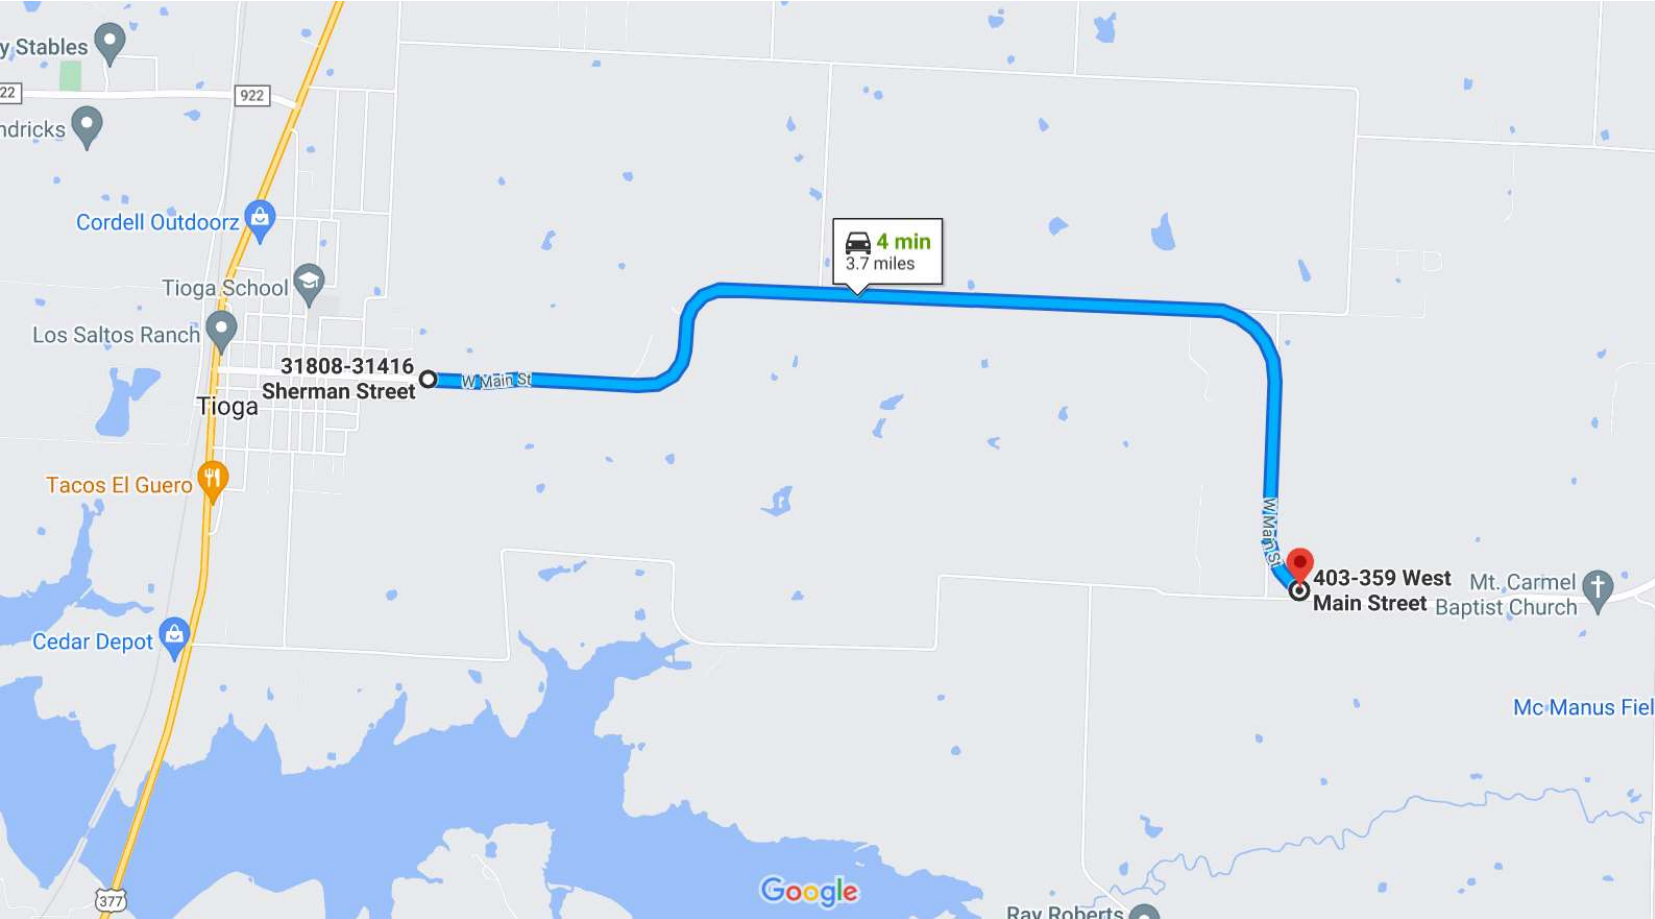 y Stables
22
922
ndricks
Cordell Outdoorz
4 min
3.7 miles
Tioga School
Los Saltos Ranch
31808-31416
Sherman Street
W Main St
Tioga
Tacos El Guero
W Main St
403-359 West
Main Street
Mt. Carmel
Baptist Church
Cedar Depot
Mc Manus Fiel
377
Google
Ray Roberts